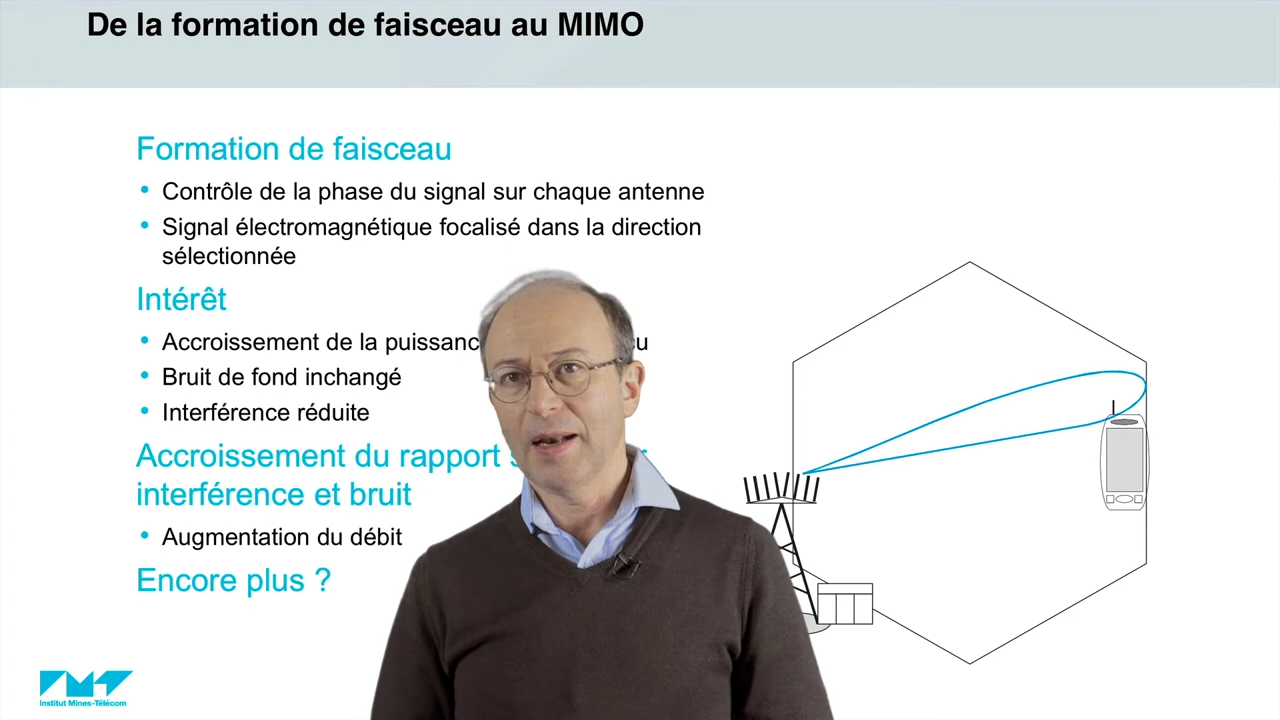 De la formation de faisceau au MIMO
Formation de faisceau
• Contrôle de la phase du signal sur chaque antenne
• Signal électromagnétique focalisé dans la direction
sélectionnée
Intérêt
• Accroissement de la
• Bruit de fond inchangé
• Interférence réduite
Accroissement du rapport
interférence et bruit
• Augmentation du débit
Encore plus ?
Institut Mines-Télécom